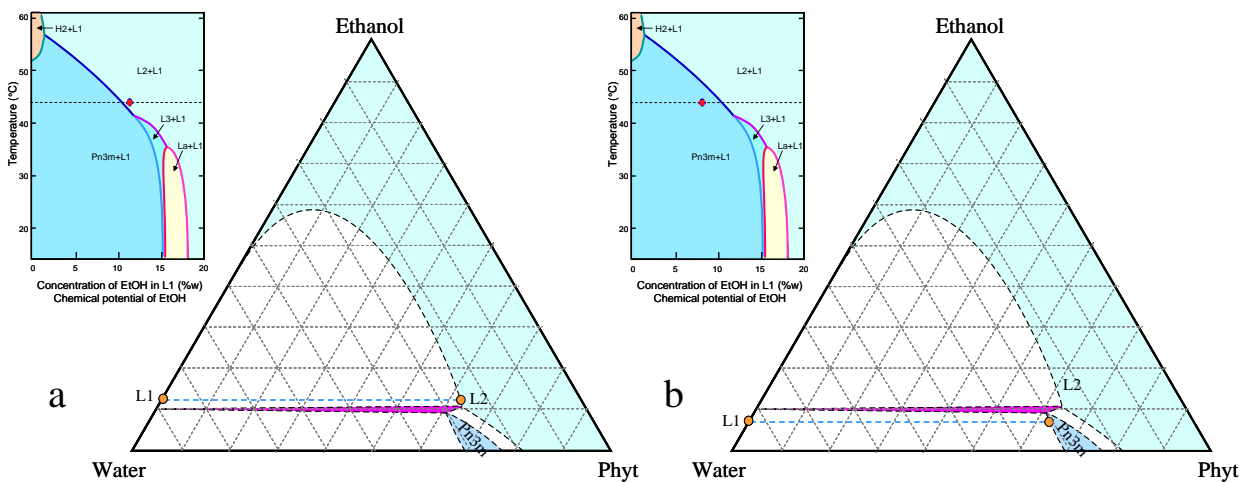 60
H2+L1
50
L2+L1
40
L3+L1
La+L1
Pn3m+L1
30
20
Temperature (°C)
0 5 10 15 20
Concentration of EtOH in L1 (%w)
Chemical potential of EtOH
Ethanol
a
L1
L2
Pn3m
Water
Phyt
60
H2+L1
50
L2+L1
40
L3+L1
La+L1
Pn3m+L1
30
20
Temperature (°C)
0 5 10 15 20
Concentration of EtOH in L1 (%w)
Chemical potential of EtOH
Ethanol
b
L2
L1
Pn3m
Water
Phyt